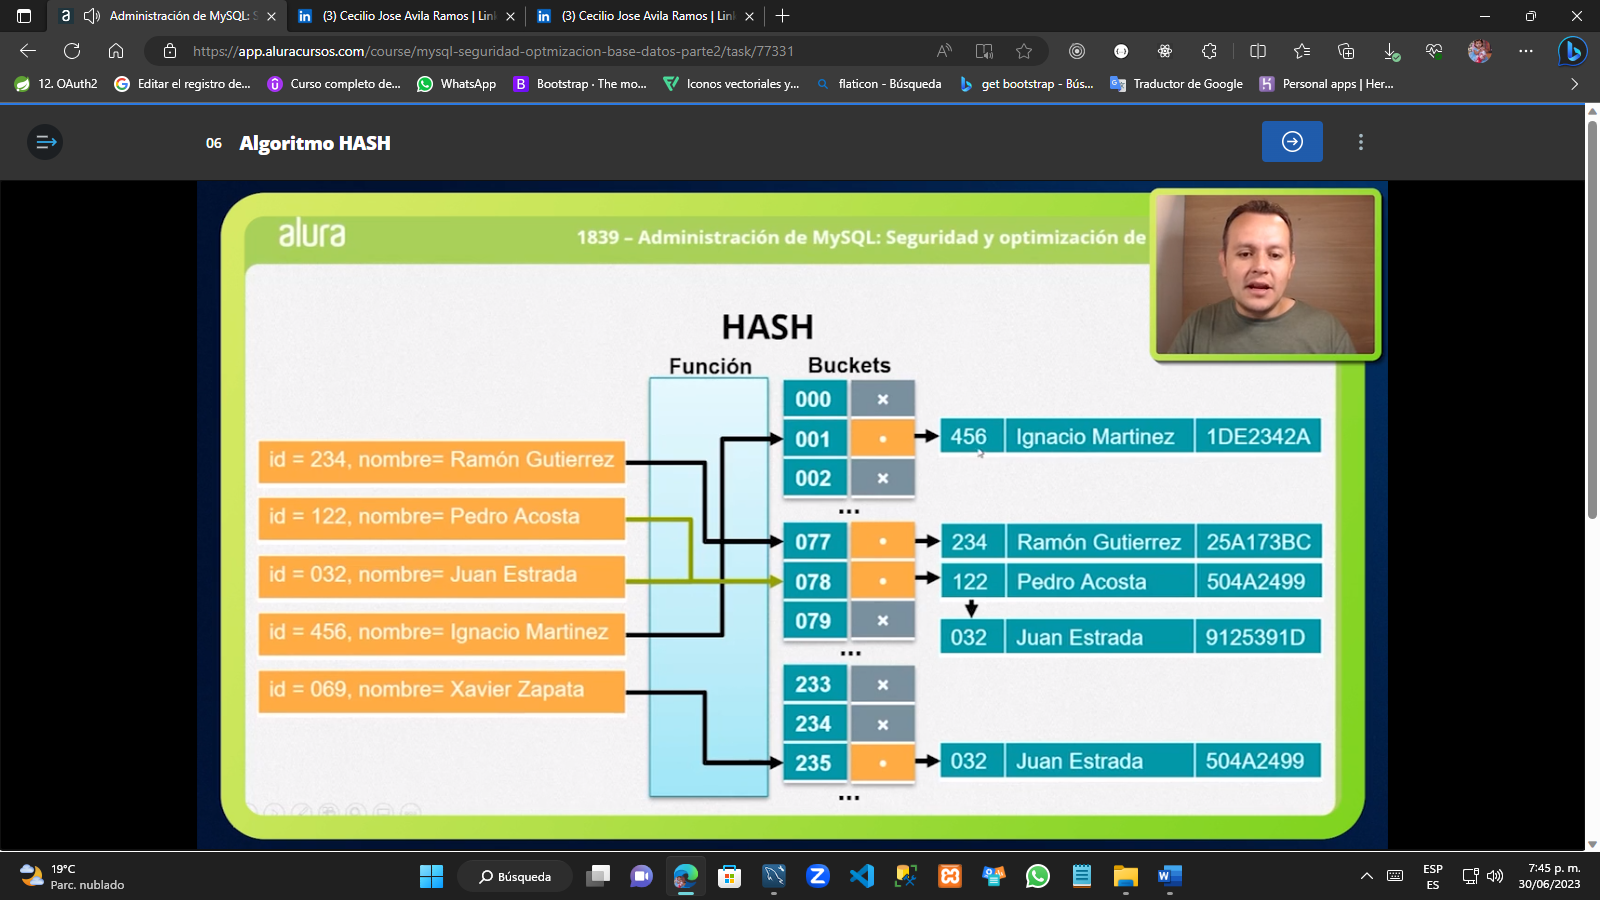 Administración de MySQL: S
(3) Cecilio Jose Avila Ramos | Link
(3) Cecilio Jose Avila Ramos | Link
https://app.aluracursos.com/course/mysql-seguridad-optmizacion-base-datos-parte2/task/77331
12. OAuth2
Editar el registro de...
Curso completo de...
WhatsApp
Bootstrap · The mo...
Iconos vectoriales y...
flaticon - Búsqueda
get bootstrap - Bús...
Traductor de Google
Personal apps | Her...
06 Algoritmo HASH
alura
1839 – Administración de MySQL: Seguridad y optimización de
HASH
Función
Buckets
id = 234, nombre= Ramón Gutierrez
id = 122, nombre= Pedro Acosta
id = 032, nombre= Juan Estrada
id = 456, nombre= Ignacio Martinez
id = 069, nombre= Xavier Zapata
000 ×
001 • 456 Ignacio Martinez 1DE2342A
002 ×
...
077 • 234 Ramón Gutierrez 25A173BC
078 • 122 Pedro Acosta 504A2499
079 × 032 Juan Estrada 9125391D
...
233 ×
234 ×
235 • 032 Juan Estrada 504A2499
...
19°C
Parc. nublado
Búsqueda
ESP
ES
7:45 p. m.
30/06/2023